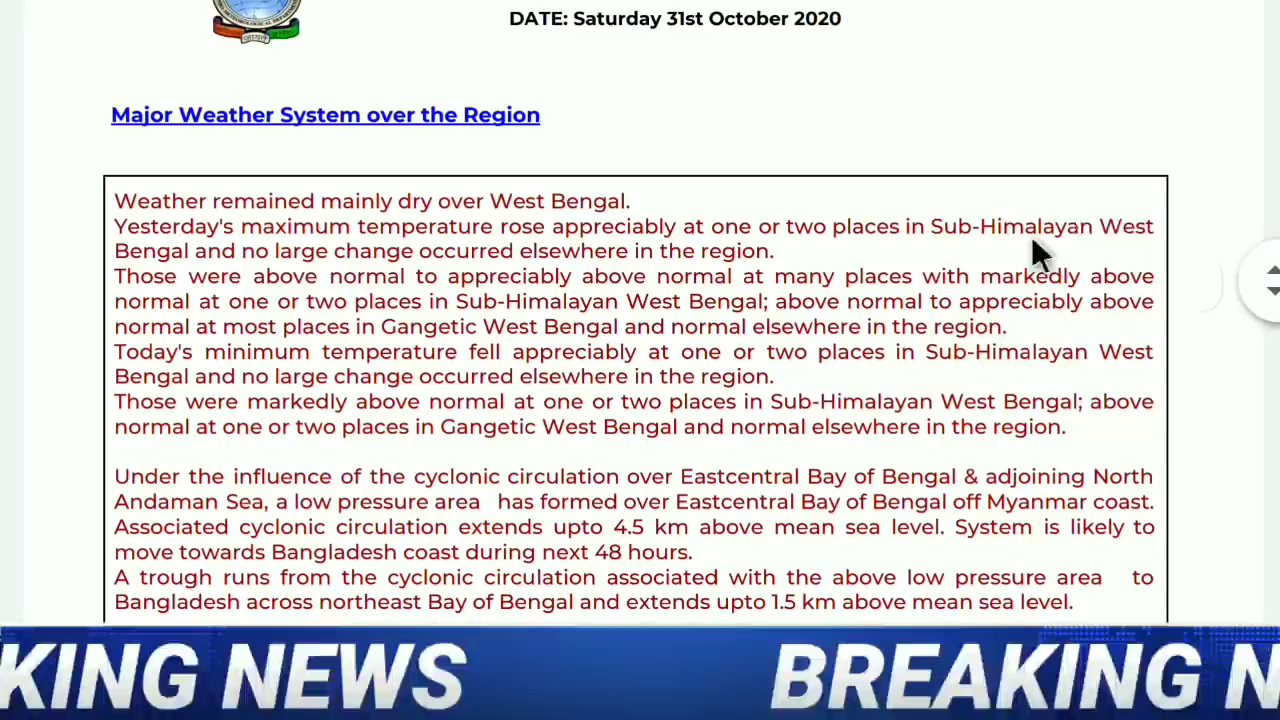 DATE: Saturday 31st October 2020
Major Weather System over the Region
Weather remained mainly dry over West Bengal.
Yesterday's maximum temperature rose appreciably at one or two places in Sub-Himalayan West
Bengal and no large change occurred elsewhere in the region.
Those were above normal to appreciably above normal at many places with markedly above
normal at one or two places in Sub-Himalayan West Bengal; above normal to appreciably above
normal at most places in Gangetic West Bengal and normal elsewhere in the region.
Today's minimum temperature fell appreciably at one or two places in Sub-Himalayan West
Bengal and no large change occurred elsewhere in the region.
Those were markedly above normal at one or two places in Sub-Himalayan West Bengal; above
normal at one or two places in Gangetic West Bengal and normal elsewhere in the region.
Under the influence of the cyclonic circulation over Eastcentral Bay of Bengal & adjoining North
Andaman Sea, a low pressure area has formed over Eastcentral Bay of Bengal off Myanmar coast.
Associated cyclonic circulation extends upto 4.5 km above mean sea level. System is likely to
move towards Bangladesh coast during next 48 hours.
A trough runs from the cyclonic circulation associated with the above low pressure area to
Bangladesh across northeast Bay of Bengal and extends upto 1.5 km above mean sea level.
KING NEWS BREAKING N